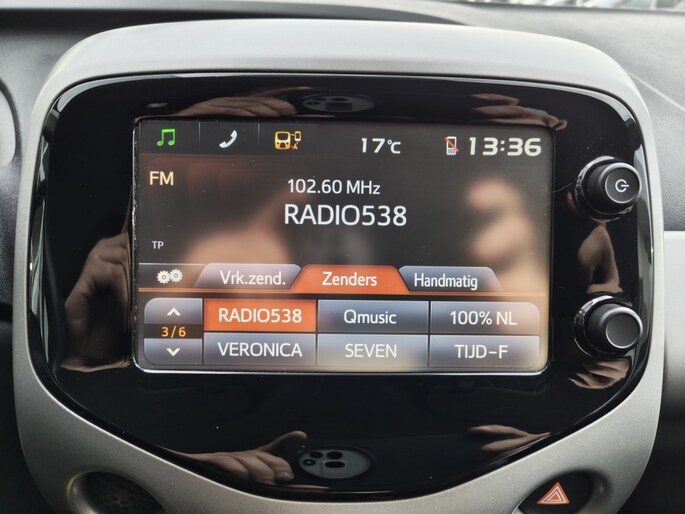 17°C 13:36
FM
102.60 MHz
RADIO538
TP
Vrk.zend. Zenders Handmatig
RADIO538 Qmusic 100% NL
3/6
VERONICA SEVEN TIJD-F